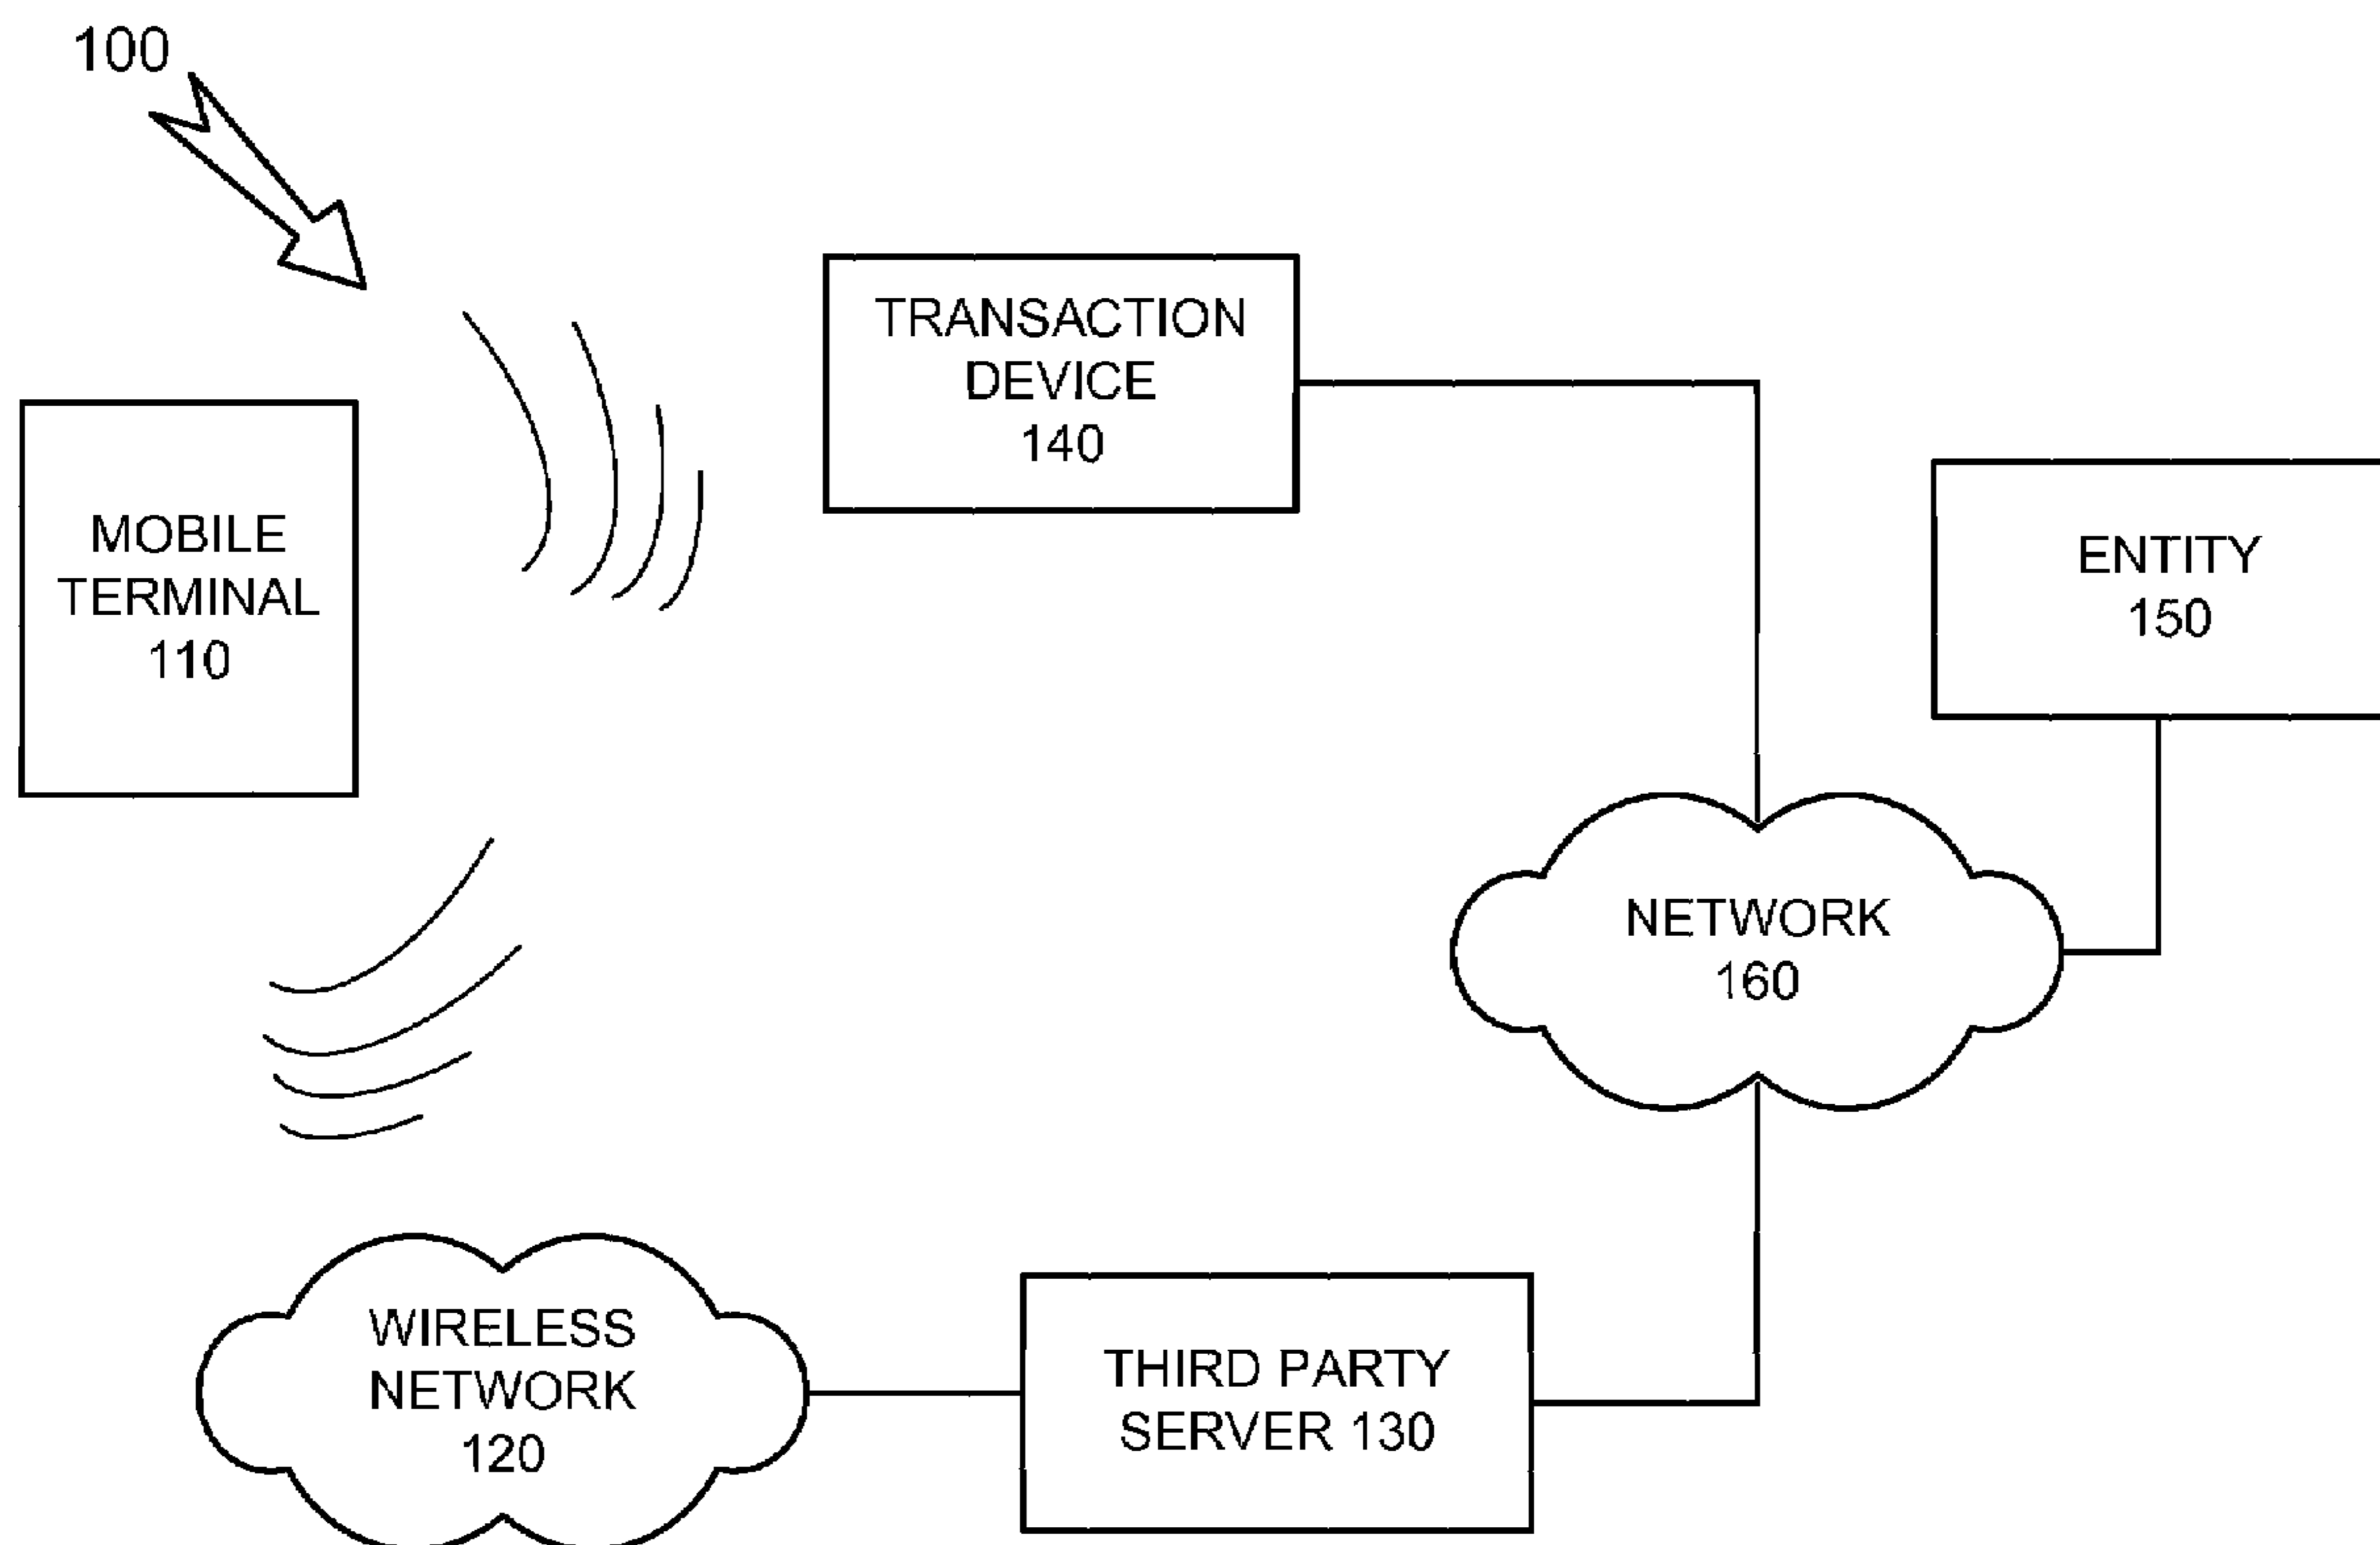 100
TRANSACTION
DEVICE
140
MOBILE
TERMINAL
110
ENTITY
150
NETWORK
160
WIRELESS
NETWORK
120
THIRD PARTY
SERVER 130